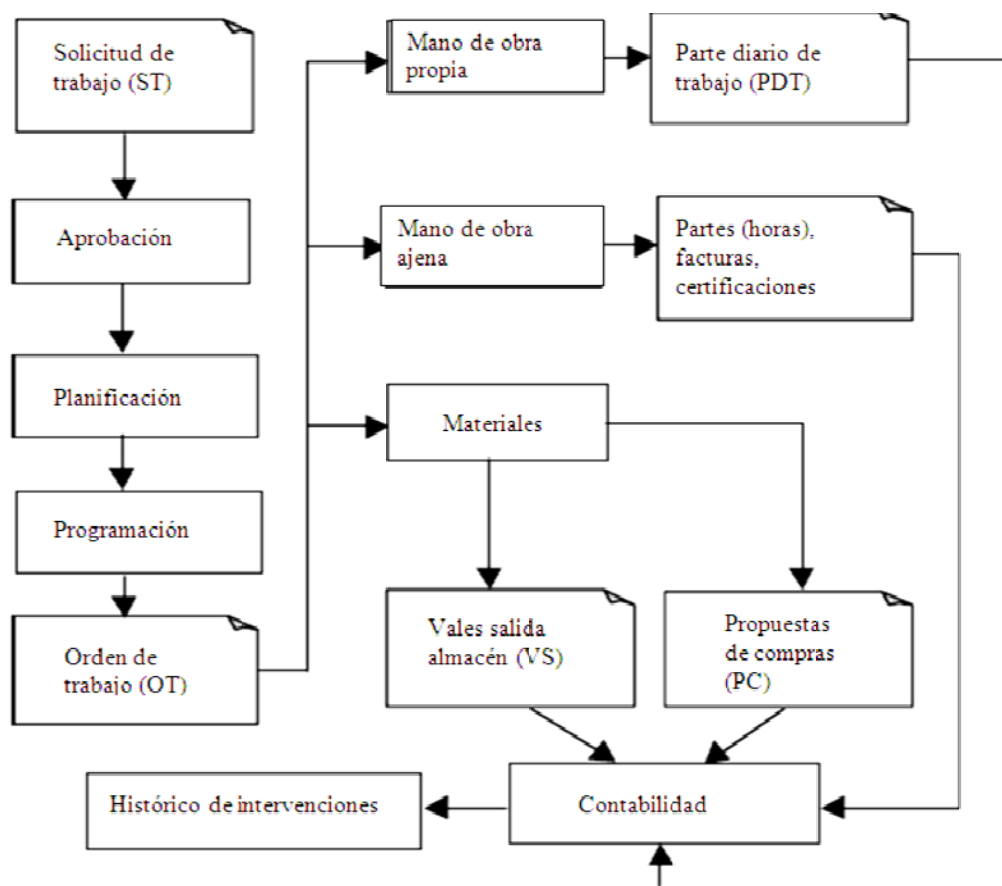 Solicitud de
trabajo (ST)
Aprobación
Planificación
Programación
Orden de
trabajo (OT)
Mano de obra
propia
Parte diario de
trabajo (PDT)
Mano de obra
ajena
Partes (horas),
facturas,
certificaciones
Materiales
Vales salida
almacén (VS)
Propuestas
de compras
(PC)
Histórico de intervenciones
Contabilidad